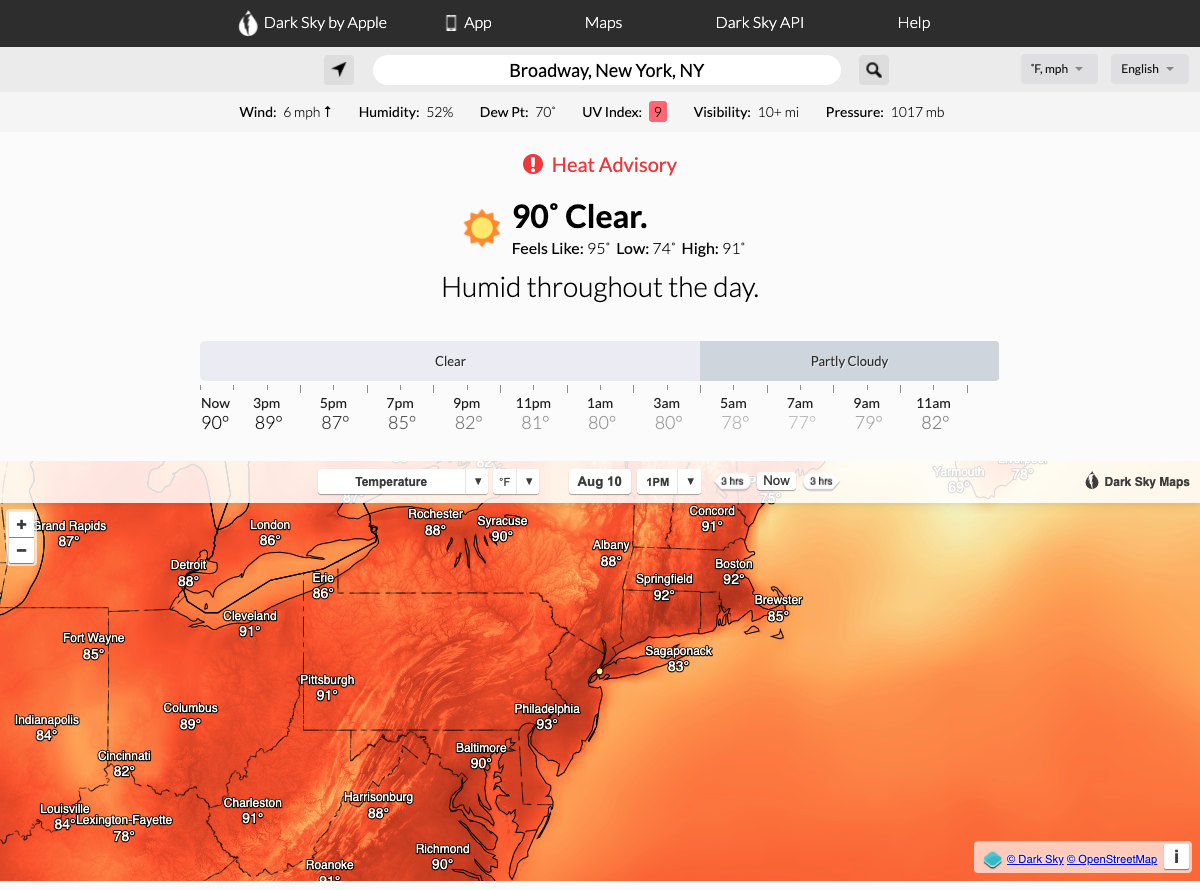 Dark Sky by Apple App Maps Dark Sky API Help
Broadway, New York, NY ˚F, mph English
Wind: 6 mph ↑ Humidity: 52% Dew Pt: 70˚ UV Index: 9 Visibility: 10+ mi Pressure: 1017 mb
Heat Advisory
90˚ Clear.
Feels Like: 95˚ Low: 74˚ High: 91˚
Humid throughout the day.
Clear Partly Cloudy
Now 3pm 5pm 7pm 9pm 11pm 1am 3am 5am 7am 9am 11am
90° 89° 87° 85° 82° 81° 80° 80° 78° 77° 79° 82°
Temperature ▼ °F ▼ Aug 10 1PM ▼ 3 hrs Now 3 hrs Dark Sky Maps
82°
Yarmouth
69°
78°
87°
75°
+
−
Grand Rapids
87°
London
86°
Rochester
88°
Syracuse
90°
Concord
91°
Albany
88°
Detroit
88°
Erie
86°
Springfield
92°
Boston
92°
Brewster
85°
Cleveland
91°
Fort Wayne
85°
Sagaponack
83°
Pittsburgh
91°
Columbus
89°
Philadelphia
93°
Indianapolis
84°
Cincinnati
82°
Baltimore
90°
Louisville
84°
Lexington-Fayette
78°
Charleston
91°
Harrisonburg
88°
Richmond
90°
Roanoke
91°
© Dark Sky © OpenStreetMap i